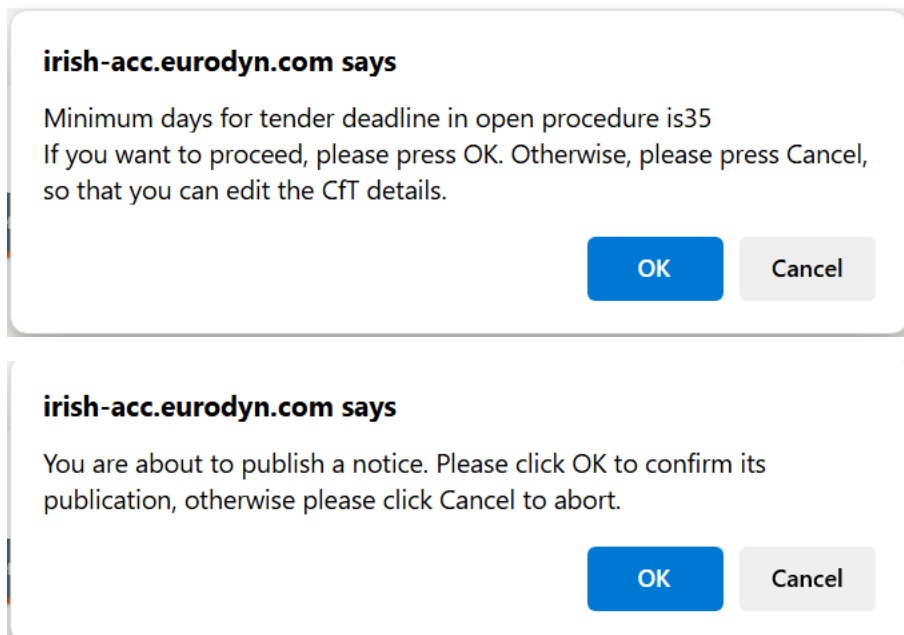 irish-acc.eurodyn.com says
Minimum days for tender deadline in open procedure is35
If you want to proceed, please press OK. Otherwise, please press Cancel,
so that you can edit the CfT details.
OK Cancel
irish-acc.eurodyn.com says
You are about to publish a notice. Please click OK to confirm its
publication, otherwise please click Cancel to abort.
OK Cancel